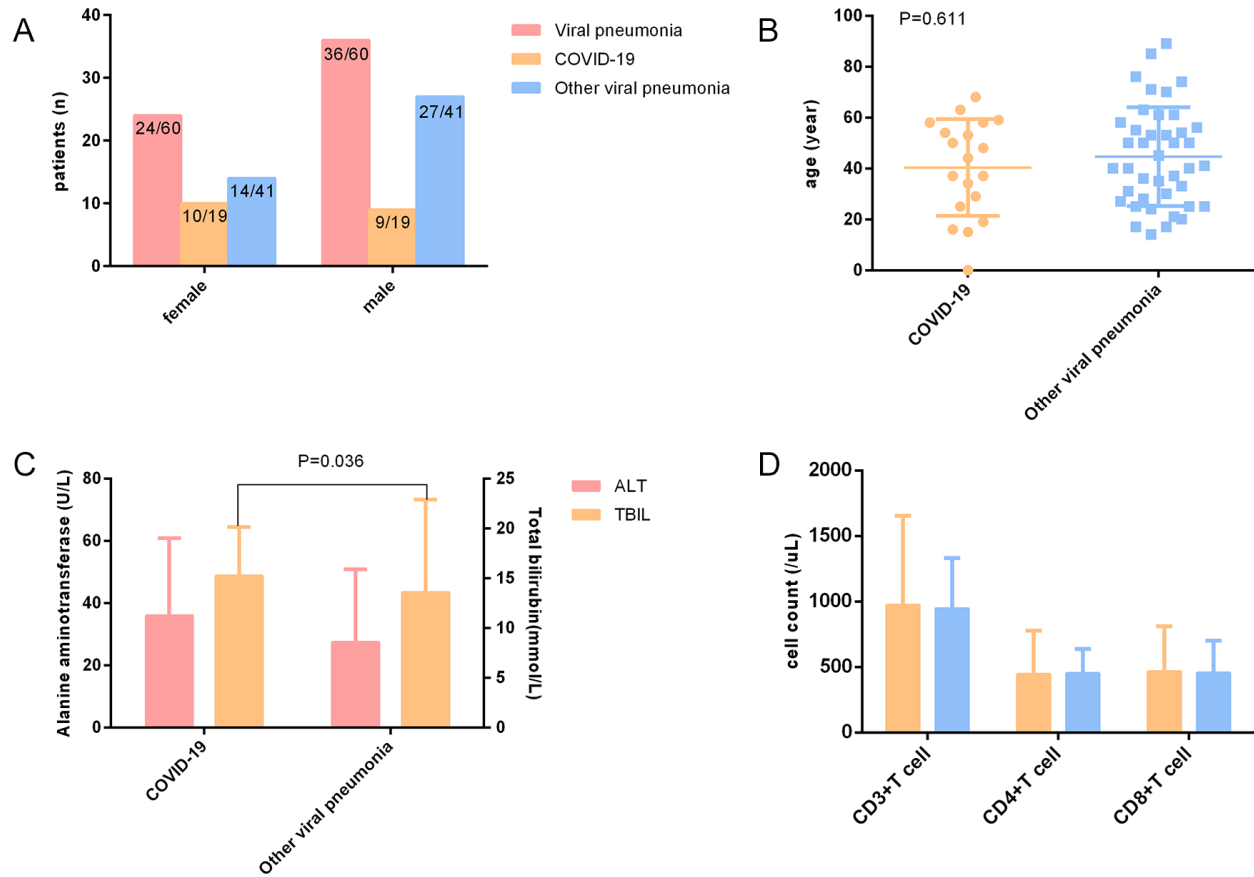 A
patients (n)
40
30
20
10
0
24/60
10/19
14/41
36/60
9/19
27/41
female
male
Viral pneumonia
COVID-19
Other viral pneumonia
B
P=0.611
age (year)
100
80
60
40
20
0
COVID-19
Other viral pneumonia
C
P=0.036
Alanine aminotransferase (U/L)
80
60
40
20
0
25
20
15
10
5
0
Total bilirubin(mmol/L)
COVID-19
Other viral pneumonia
ALT
TBIL
D
cell count (/uL)
2000
1500
1000
500
0
CD3+T cell
CD4+T cell
CD8+T cell